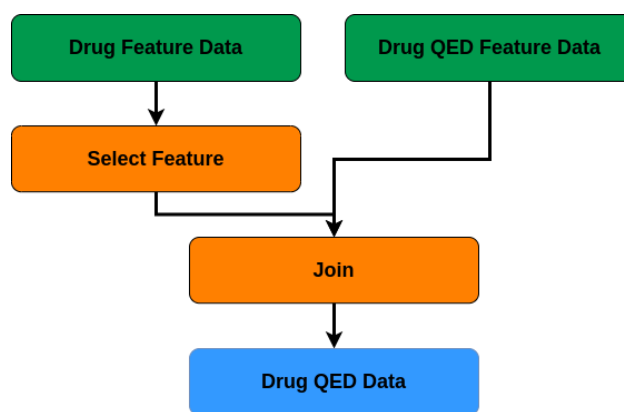 Drug Feature Data
Drug QED Feature Data
Select Feature
Join
Drug QED Data